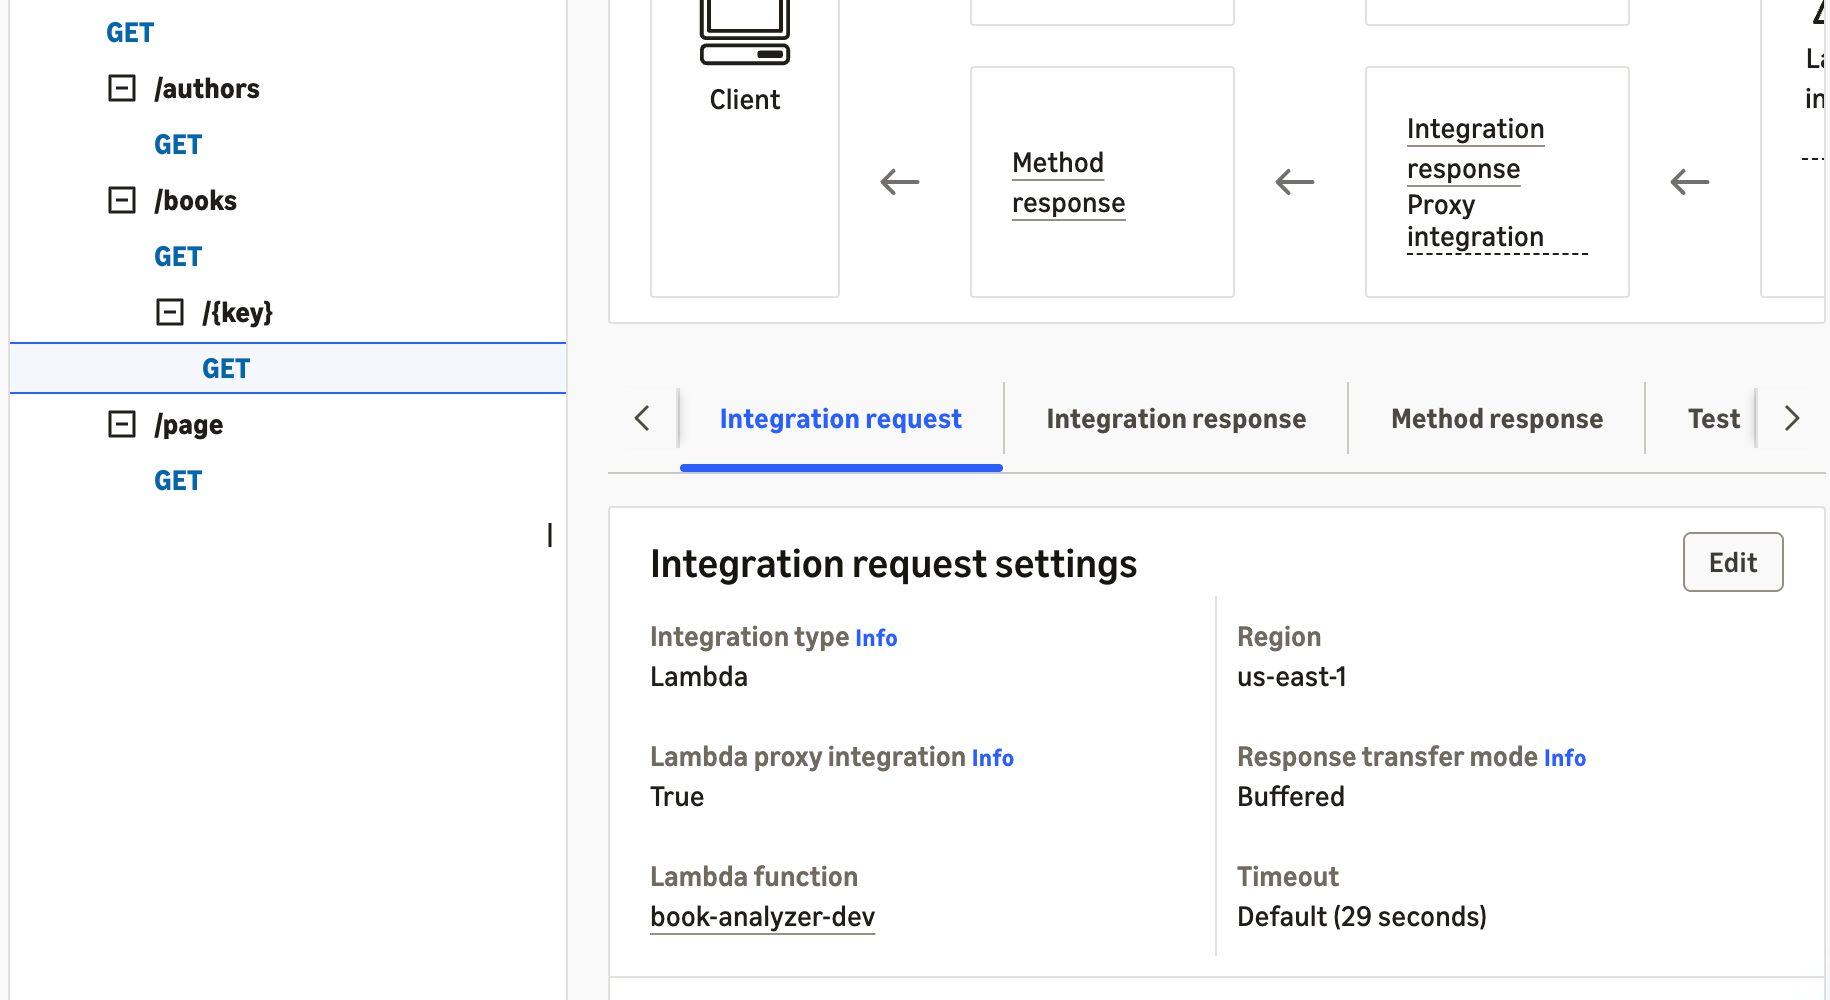 GET
/authors
GET
/books
GET
/{key}
GET
/page
GET
Client
Method
response
Integration
response
Proxy
integration
Integration request
Integration response
Method response
Test
Integration request settings
Edit
Integration type Info
Lambda
Region
us-east-1
Lambda proxy integration Info
True
Response transfer mode Info
Buffered
Lambda function
book-analyzer-dev
Timeout
Default (29 seconds)